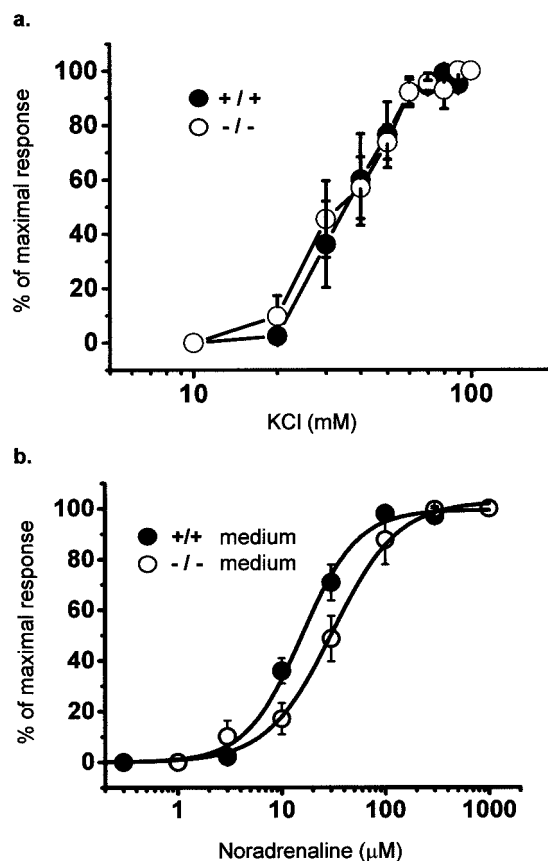 a.
% of maximal response
100
80
60
40
20
0
+ / +
- / -
10
100
KCl (mM)
b.
% of maximal response
100
80
60
40
20
0
+/+ medium
- / - medium
1
10
100
1000
Noradrenaline (μM)